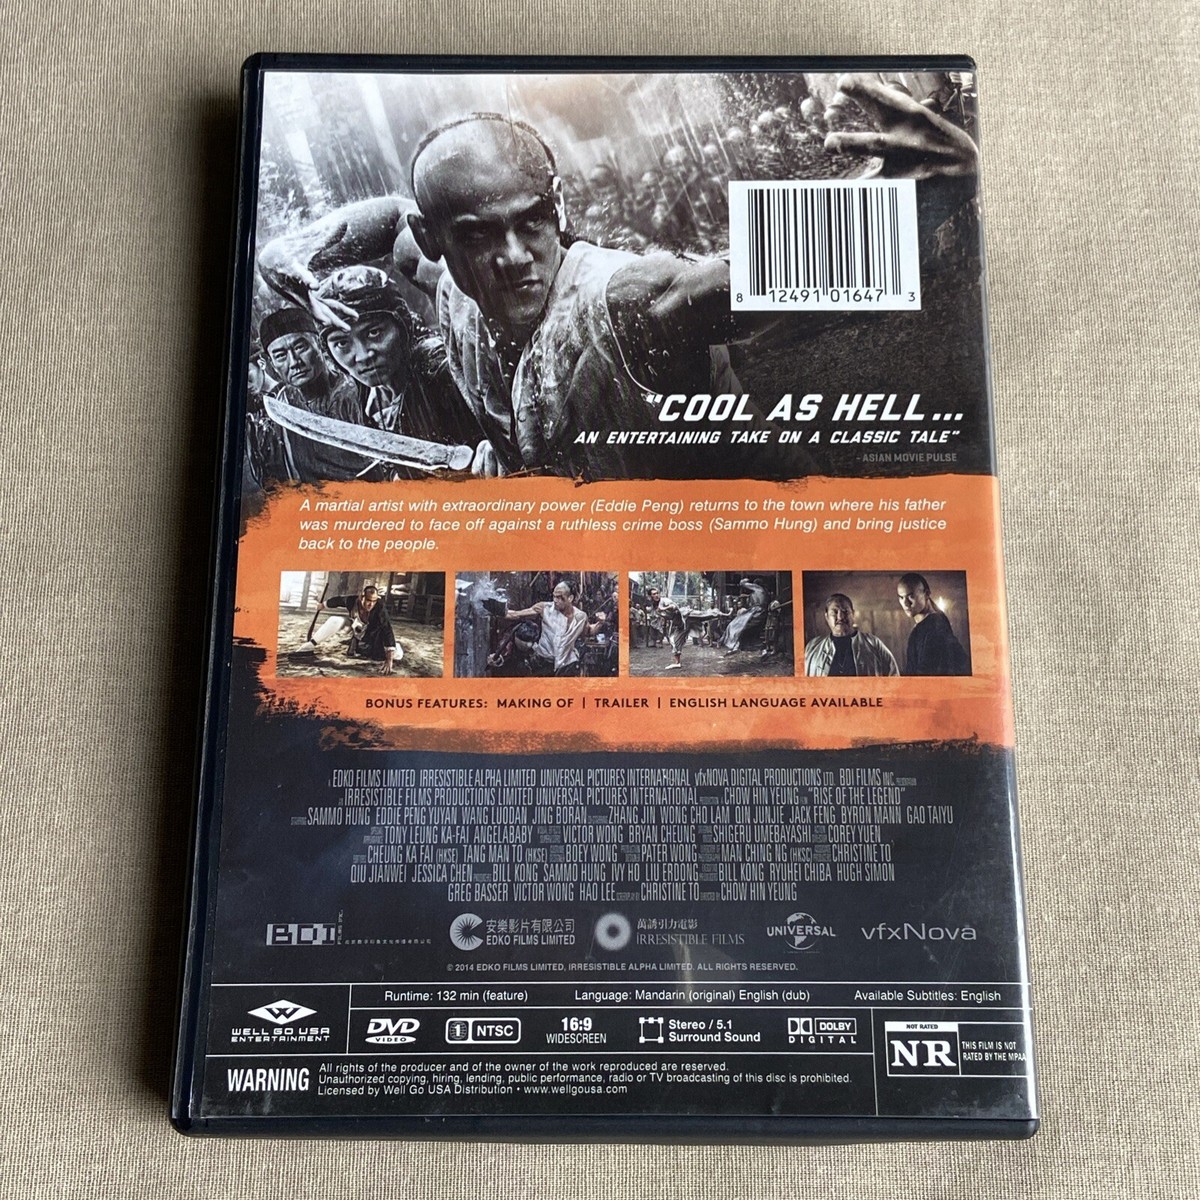 8 12491 01647 3
"COOL AS HELL...
AN ENTERTAINING TAKE ON A CLASSIC TALE"
- ASIAN MOVIE PULSE
A martial artist with extraordinary power (Eddie Peng) returns to the town where his father
was murdered to face off against a ruthless crime boss (Sammo Hung) and bring justice
back to the people.
BONUS FEATURES: MAKING OF | TRAILER | ENGLISH LANGUAGE AVAILABLE
EDKO FILMS LIMITED IRRESISTIBLE ALPHA LIMITED UNIVERSAL PICTURES INTERNATIONAL vfxNOVA DIGITAL PRODUCTIONS LTD. BDI FILMS INC.
IRRESISTIBLE FILMS PRODUCTIONS LIMITED UNIVERSAL PICTURES INTERNATIONAL CHOW HIN YEUNG "RISE OF THE LEGEND"
SAMMO HUNG EDDIE PENG YUYAN WANG LUODAN JING BORAN ZHANG JIN WONG CHO LAM QIN JUNJIE JACK FENG BYRON MANN GAO TAIYU
TONY LEUNG KA-FAI ANGELABABY VICTOR WONG BRYAN CHEUNG SHIGERU UMEBAYASHI COREY YUEN
CHEUNG KA FAI (HKSE) TANG MAN TO (HKSE) BOEY WONG PATER WONG MAN CHING NG (HKSC) CHRISTINE TO
QIU JIANWEI JESSICA CHEN BILL KONG SAMMO HUNG IVY HO LIU ERDONG BILL KONG RYUHEI CHIBA HUGH SIMON
GREG BASSER VICTOR WONG HAO LEE CHRISTINE TO CHOW HIN YEUNG
BDI FILMS INC.
安樂影片有限公司
EDKO FILMS LIMITED
萬誘引力電影
IRRESISTIBLE FILMS
UNIVERSAL
vfxNova
© 2014 EDKO FILMS LIMITED, IRRESISTIBLE ALPHA LIMITED. ALL RIGHTS RESERVED.
Runtime: 132 min (feature) Language: Mandarin (original) English (dub) Available Subtitles: English
WELL GO USA
ENTERTAINMENT
DVD
VIDEO
1 NTSC
16:9
WIDESCREEN
Stereo / 5.1
Surround Sound
DOLBY
DIGITAL
NOT RATED
NR
THIS FILM IS NOT
RATED BY THE MPAA
WARNING
All rights of the producer and of the owner of the work reproduced are reserved.
Unauthorized copying, hiring, lending, public performance, radio or TV broadcasting of this disc is prohibited.
Licensed by Well Go USA Distribution • www.wellgousa.com